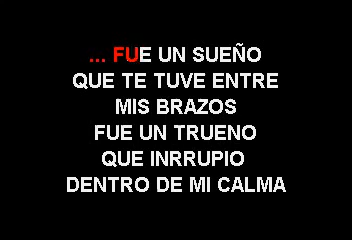 ... FUE UN SUEÑO
QUE TE TUVE ENTRE
MIS BRAZOS
FUE UN TRUENO
QUE INRRUPIO
DENTRO DE MI CALMA